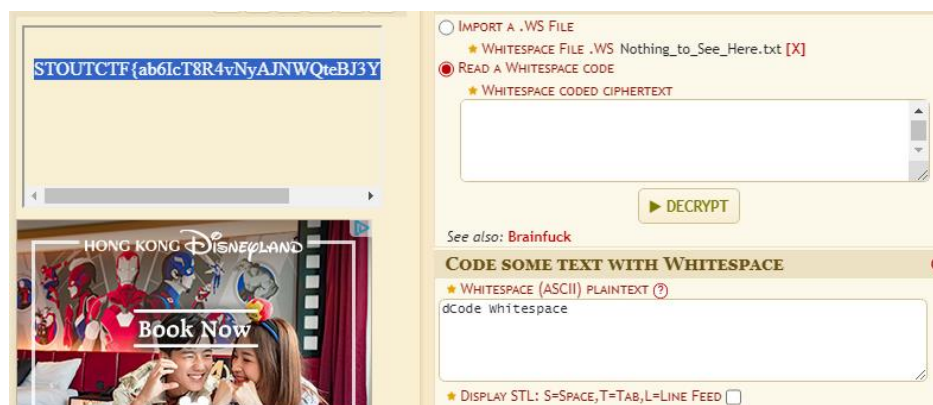 STOUTCTF{ab6IcT8R4vNyAJNWQteBJ3Y
HONG KONG DISNEYLAND
Book Now
IMPORT A .WS FILE
★ WHITESPACE FILE .WS Nothing_to_See_Here.txt [X]
READ A WHITESPACE CODE
★ WHITESPACE CODED CIPHERTEXT
▶ DECRYPT
See also: Brainfuck
CODE SOME TEXT WITH WHITESPACE
★ WHITESPACE (ASCII) PLAINTEXT (?)
dCode Whitespace
★ DISPLAY STL: S=SPACE,T=TAB,L=LINE FEED